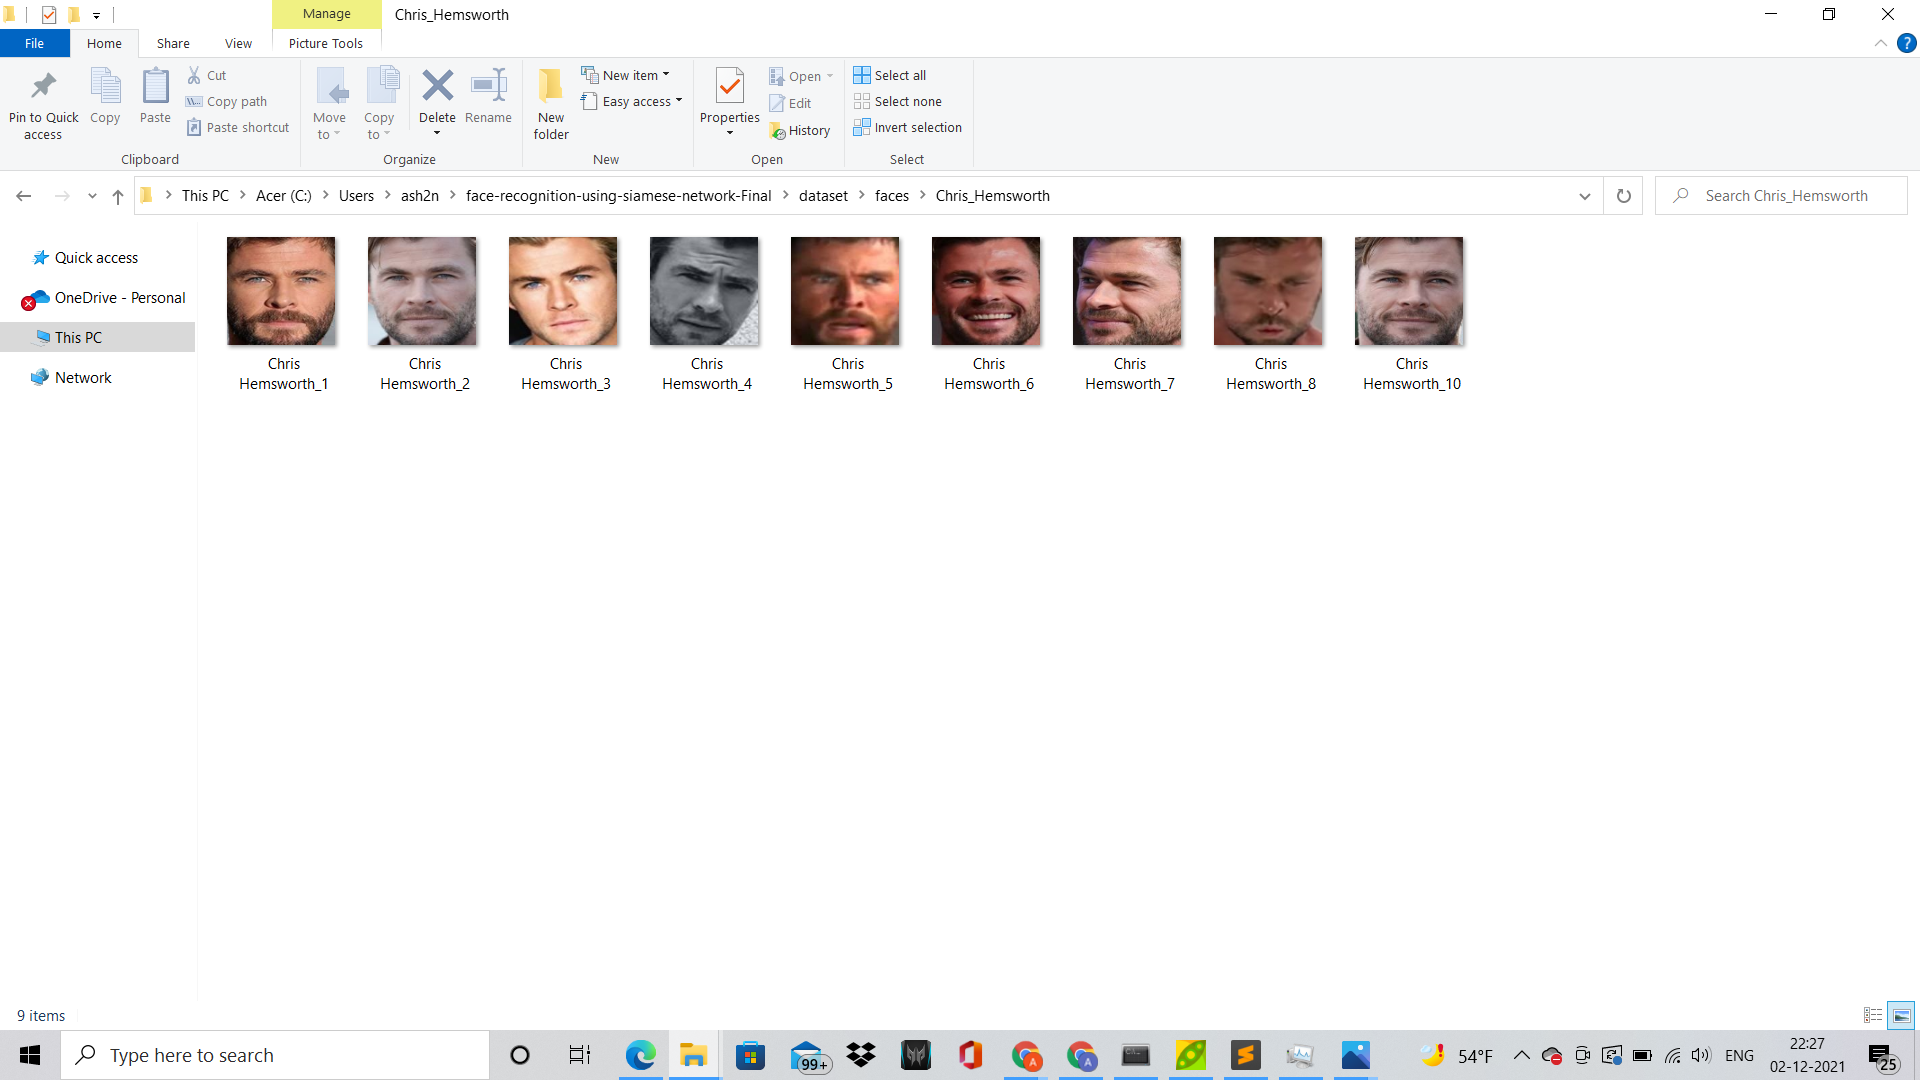 Manage
Chris_Hemsworth
File
Home
Share
View
Picture Tools
?
Pin to Quick access
Copy
Paste
Cut
Copy path
Paste shortcut
Move to
Copy to
Delete
Rename
New folder
New item
Easy access
Properties
Open
Edit
History
Select all
Select none
Invert selection
Clipboard
Organize
New
Open
Select
This PC
Acer (C:)
Users
ash2n
face-recognition-using-siamese-network-Final
dataset
faces
Chris_Hemsworth
Search Chris_Hemsworth
Quick access
OneDrive - Personal
This PC
Network
Chris
Hemsworth_1
Chris
Hemsworth_2
Chris
Hemsworth_3
Chris
Hemsworth_4
Chris
Hemsworth_5
Chris
Hemsworth_6
Chris
Hemsworth_7
Chris
Hemsworth_8
Chris
Hemsworth_10
9 items
Type here to search
99+
A
A
54°F
ENG
22:27
02-12-2021
25